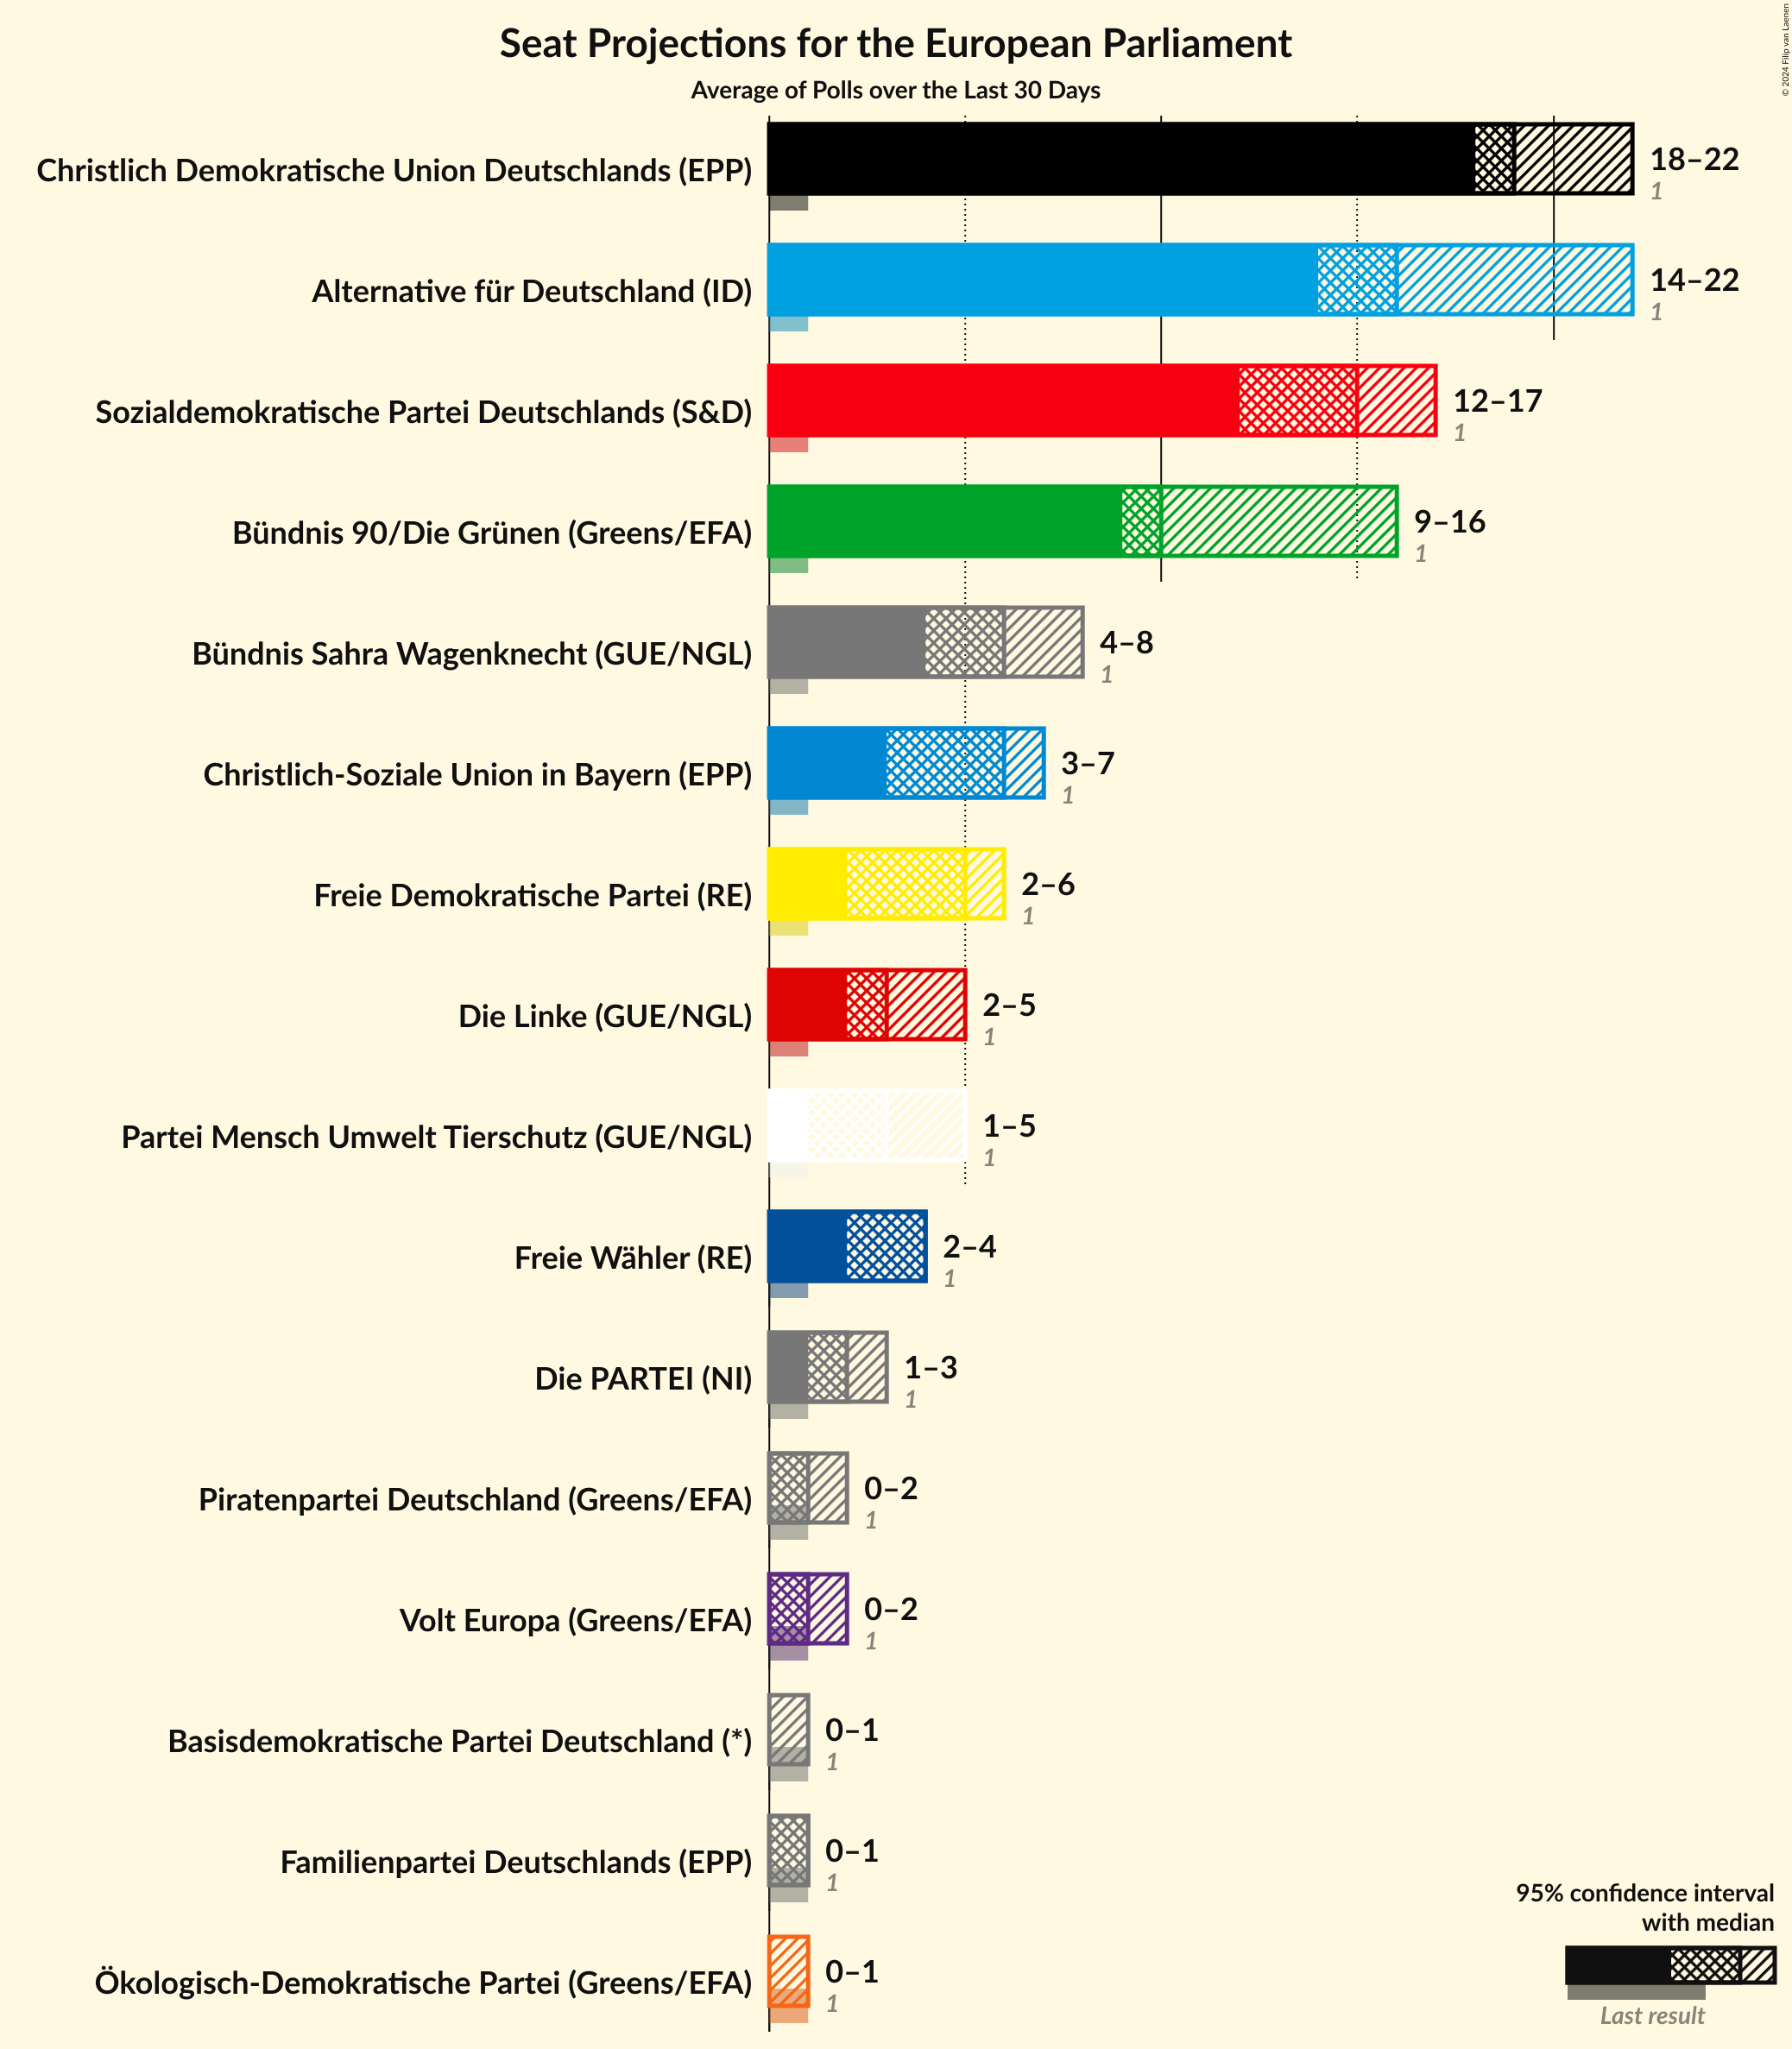 Seat Projections for the European Parliament
Average of Polls over the Last 30 Days
© 2024 Filip van Laenen
Christlich Demokratische Union Deutschlands (EPP)
18–22
1
Alternative für Deutschland (ID)
14–22
1
Sozialdemokratische Partei Deutschlands (S&D)
12–17
1
Bündnis 90/Die Grünen (Greens/EFA)
9–16
1
Bündnis Sahra Wagenknecht (GUE/NGL)
4–8
1
Christlich-Soziale Union in Bayern (EPP)
3–7
1
Freie Demokratische Partei (RE)
2–6
1
Die Linke (GUE/NGL)
2–5
1
Partei Mensch Umwelt Tierschutz (GUE/NGL)
1–5
1
Freie Wähler (RE)
2–4
1
Die PARTEI (NI)
1–3
1
Piratenpartei Deutschland (Greens/EFA)
0–2
1
Volt Europa (Greens/EFA)
0–2
1
Basisdemokratische Partei Deutschland (*)
0–1
1
Familienpartei Deutschlands (EPP)
0–1
1
Ökologisch-Demokratische Partei (Greens/EFA)
0–1
1
95% confidence interval
with median
Last result